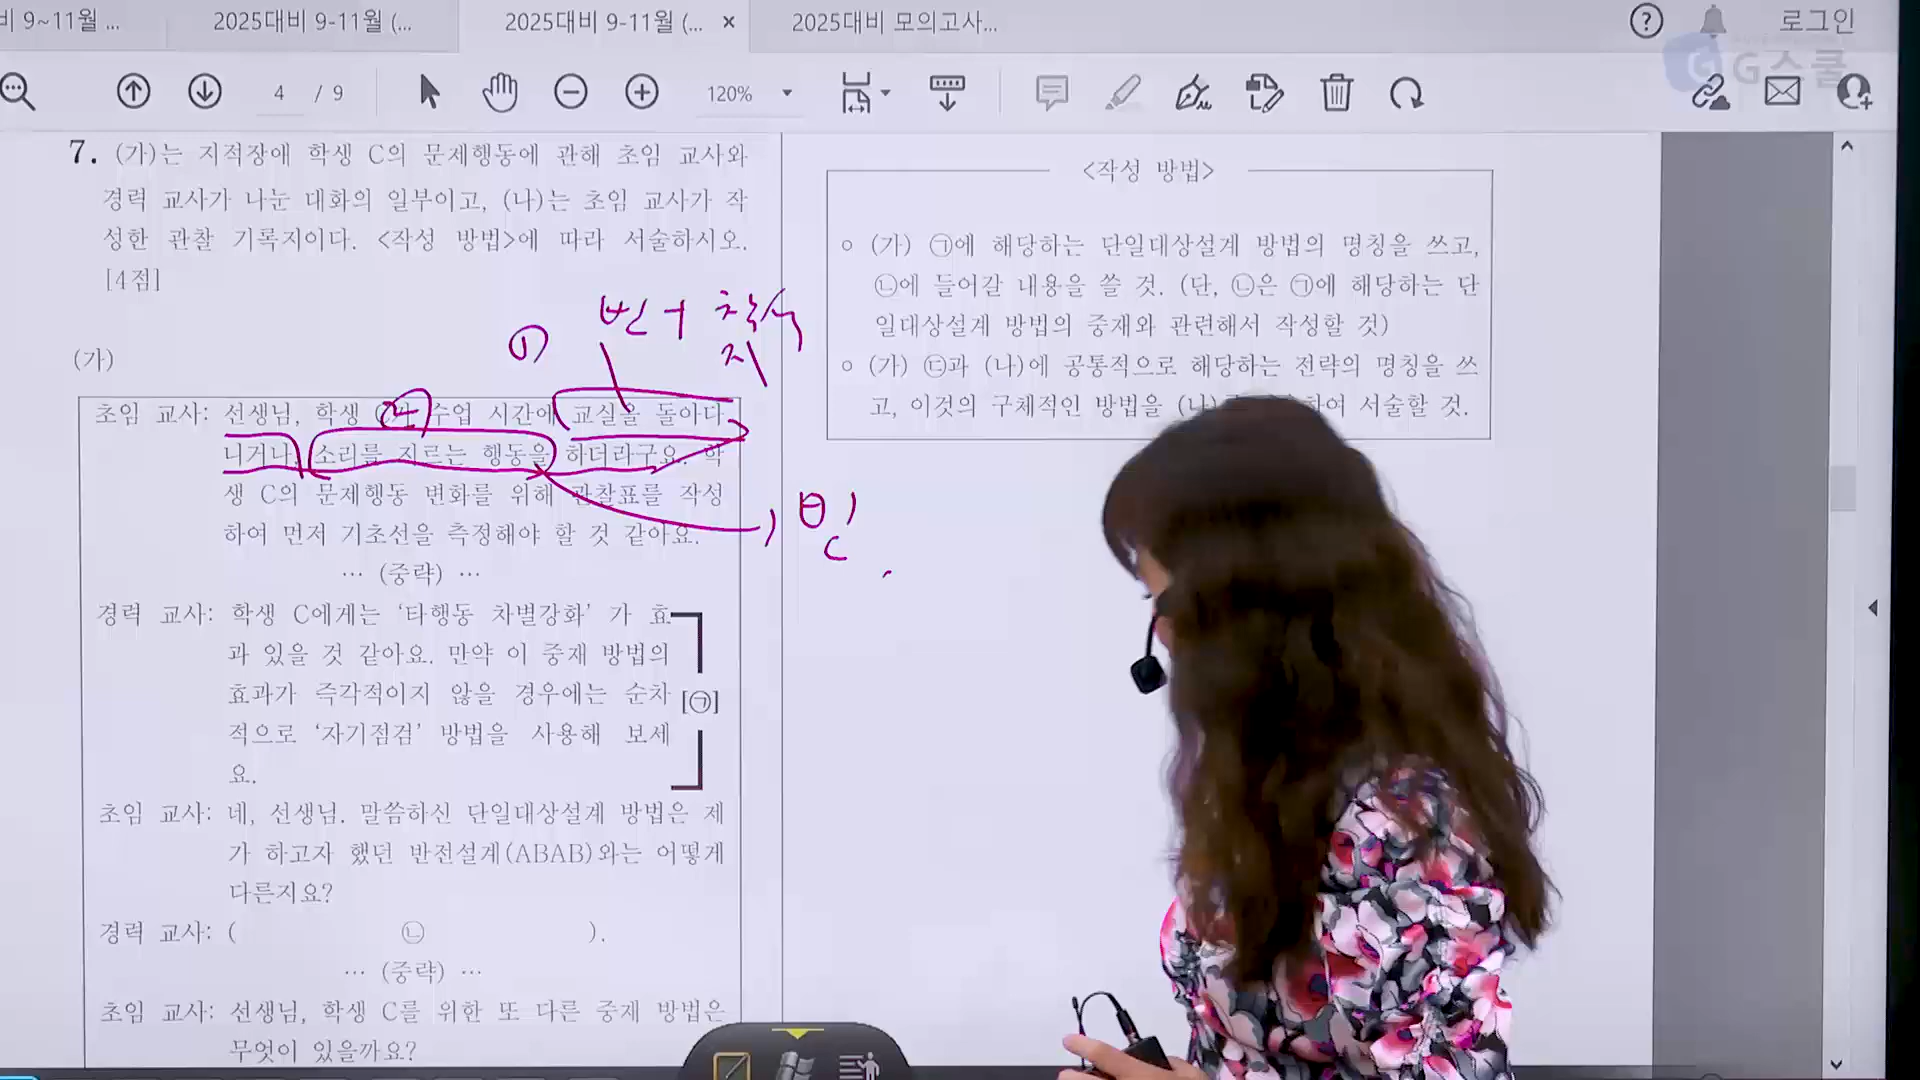 비 9~11월 ...
2025대비 9-11월 (...
2025대비 9-11월 (... ×
2025대비 모의고사...
로그인
G스쿨
4 / 9
120%
7. (가)는 지적장애 학생 C의 문제행동에 관해 초임 교사와
경력 교사가 나눈 대화의 일부이고, (나)는 초임 교사가 작
성한 관찰 기록지이다. <작성 방법>에 따라 서술하시오.
[4점]
빈+
지
(가)
초임 교사: 선생님, 학생 수업 시간에 교실을 돌아다
니거나, 소리를 지르는 행동을 하더라구요. 학
생 C의 문제행동 변화를 위해 관찰표를 작성
하여 먼저 기초선을 측정해야 할 것 같아요.
빈
… (중략) …
경력 교사: 학생 C에게는 ‘타행동 차별강화’ 가 효
과 있을 것 같아요. 만약 이 중재 방법의
효과가 즉각적이지 않을 경우에는 순차
적으로 ‘자기점검’ 방법을 사용해 보세
요.
[㉠]
초임 교사: 네, 선생님. 말씀하신 단일대상설계 방법은 제
가 하고자 했던 반전설계(ABAB)와는 어떻게
다른지요?
경력 교사: ( ㉡ ).
… (중략) …
초임 교사: 선생님, 학생 C를 위한 또 다른 중재 방법은
무엇이 있을까요?
<작성 방법>
○ (가) ㉠에 해당하는 단일대상설계 방법의 명칭을 쓰고,
㉡에 들어갈 내용을 쓸 것. (단, ㉡은 ㉠에 해당하는 단
일대상설계 방법의 중재와 관련해서 작성할 것)
○ (가) ㉢과 (나)에 공통적으로 해당하는 전략의 명칭을 쓰
고, 이것의 구체적인 방법을 (나) 하여 서술할 것.